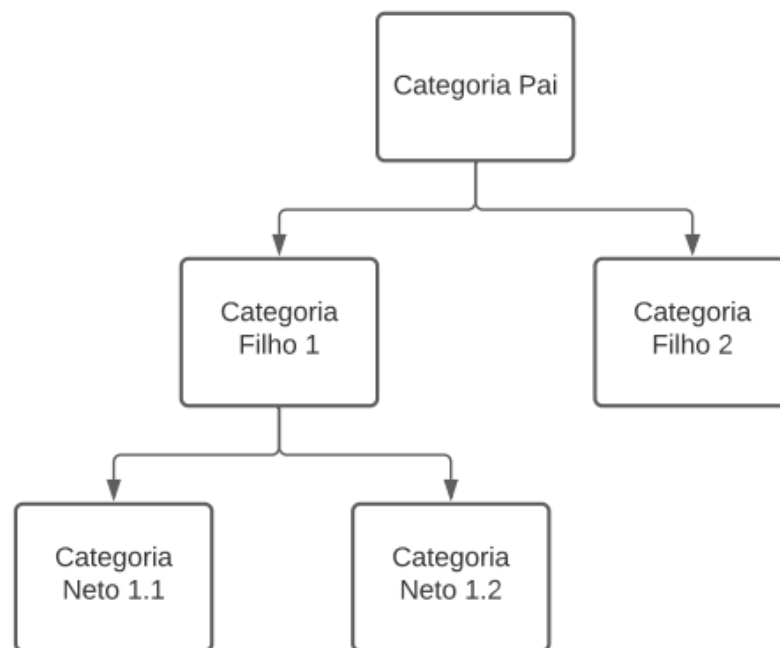 Categoria Pai
Categoria
Filho 1
Categoria
Filho 2
Categoria
Neto 1.1
Categoria
Neto 1.2